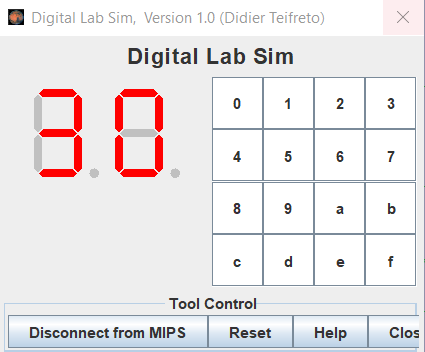 Digital Lab Sim, Version 1.0 (Didier Teifreto)
Digital Lab Sim
30
0 1 2 3
4 5 6 7
8 9 a b
c d e f
Tool Control
Disconnect from MIPS Reset Help Clos